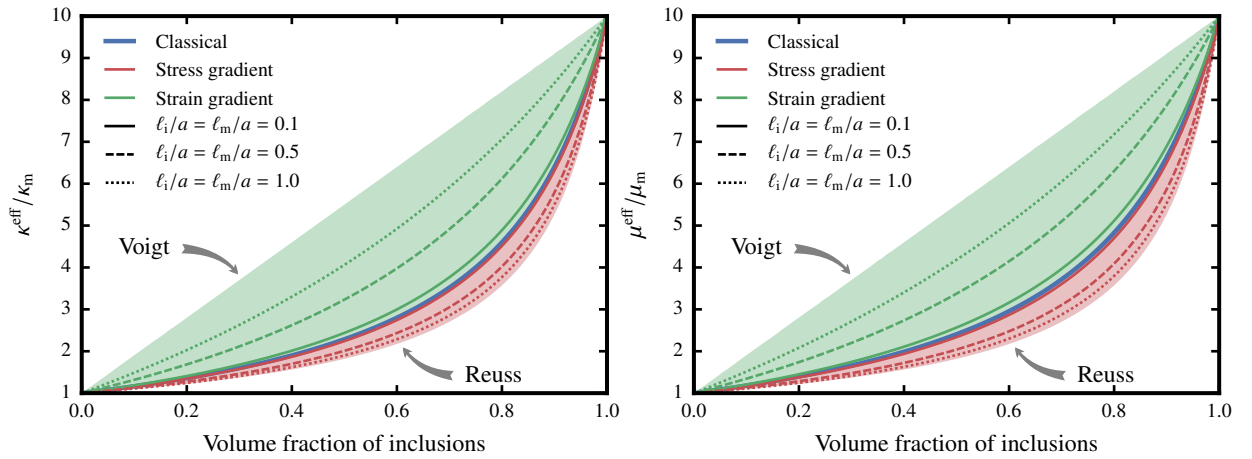 10
9
8
7
6
5
4
3
2
1
κ^eff/κ_m
Classical
Stress gradient
Strain gradient
ℓ_i/a = ℓ_m/a = 0.1
ℓ_i/a = ℓ_m/a = 0.5
ℓ_i/a = ℓ_m/a = 1.0
Voigt
Reuss
0.0 0.2 0.4 0.6 0.8 1.0
Volume fraction of inclusions
10
9
8
7
6
5
4
3
2
1
μ^eff/μ_m
Classical
Stress gradient
Strain gradient
ℓ_i/a = ℓ_m/a = 0.1
ℓ_i/a = ℓ_m/a = 0.5
ℓ_i/a = ℓ_m/a = 1.0
Voigt
Reuss
0.0 0.2 0.4 0.6 0.8 1.0
Volume fraction of inclusions